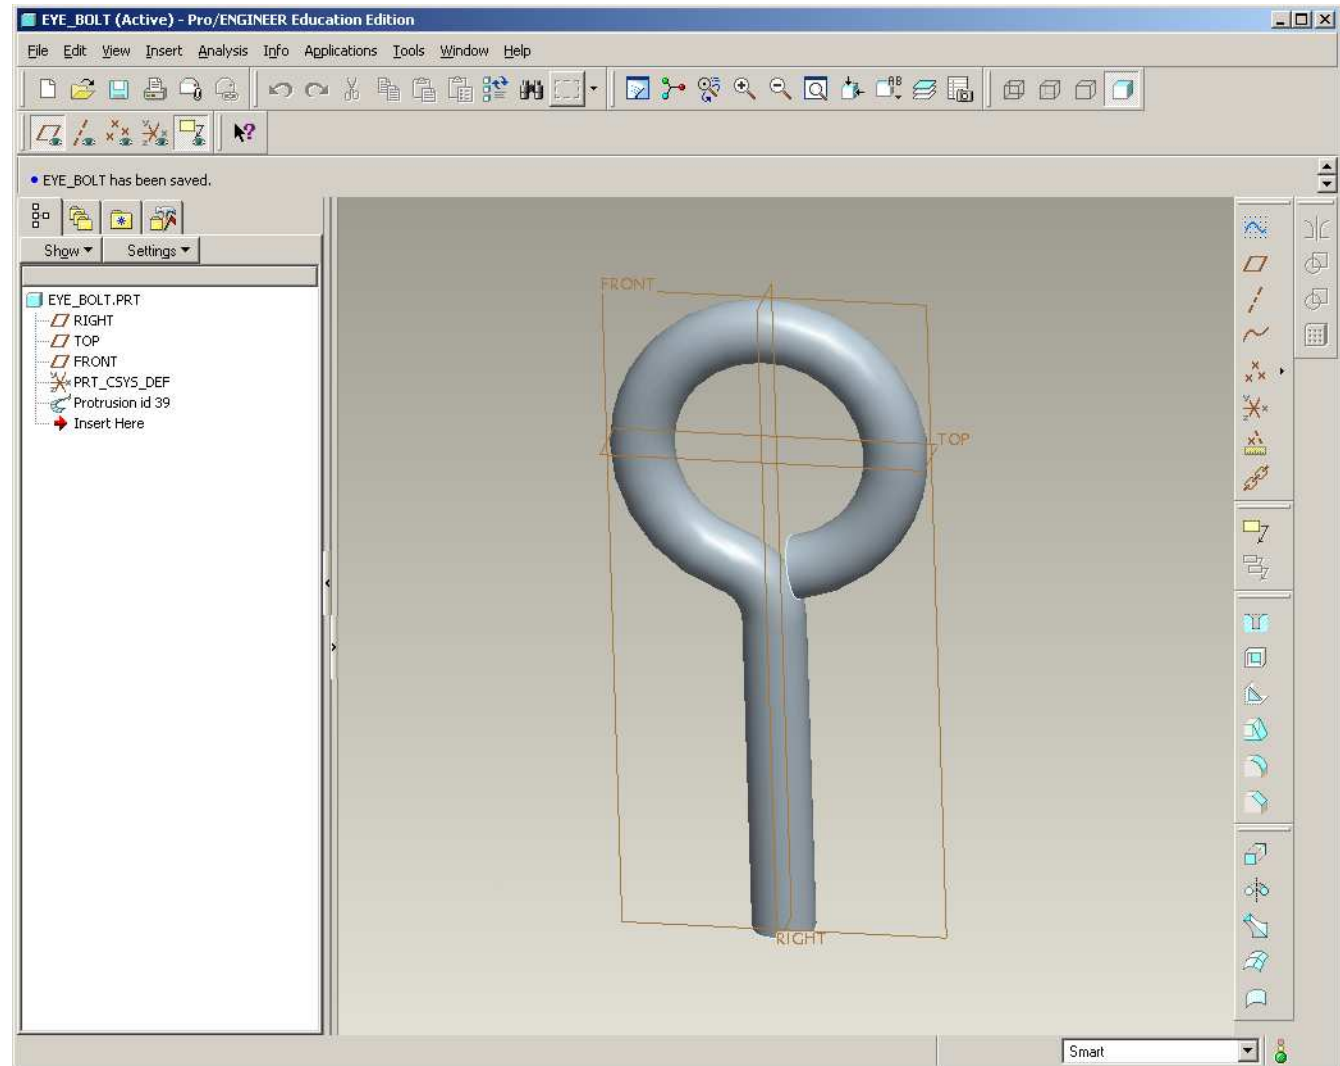 EYE_BOLT (Active) - Pro/ENGINEER Education Edition
File Edit View Insert Analysis Info Applications Tools Window Help
EYE_BOLT has been saved.
Show Settings
EYE_BOLT.PRT
RIGHT
TOP
FRONT
PRT_CSYS_DEF
Protrusion id 39
Insert Here
FRONT
TOP
RIGHT
Smart